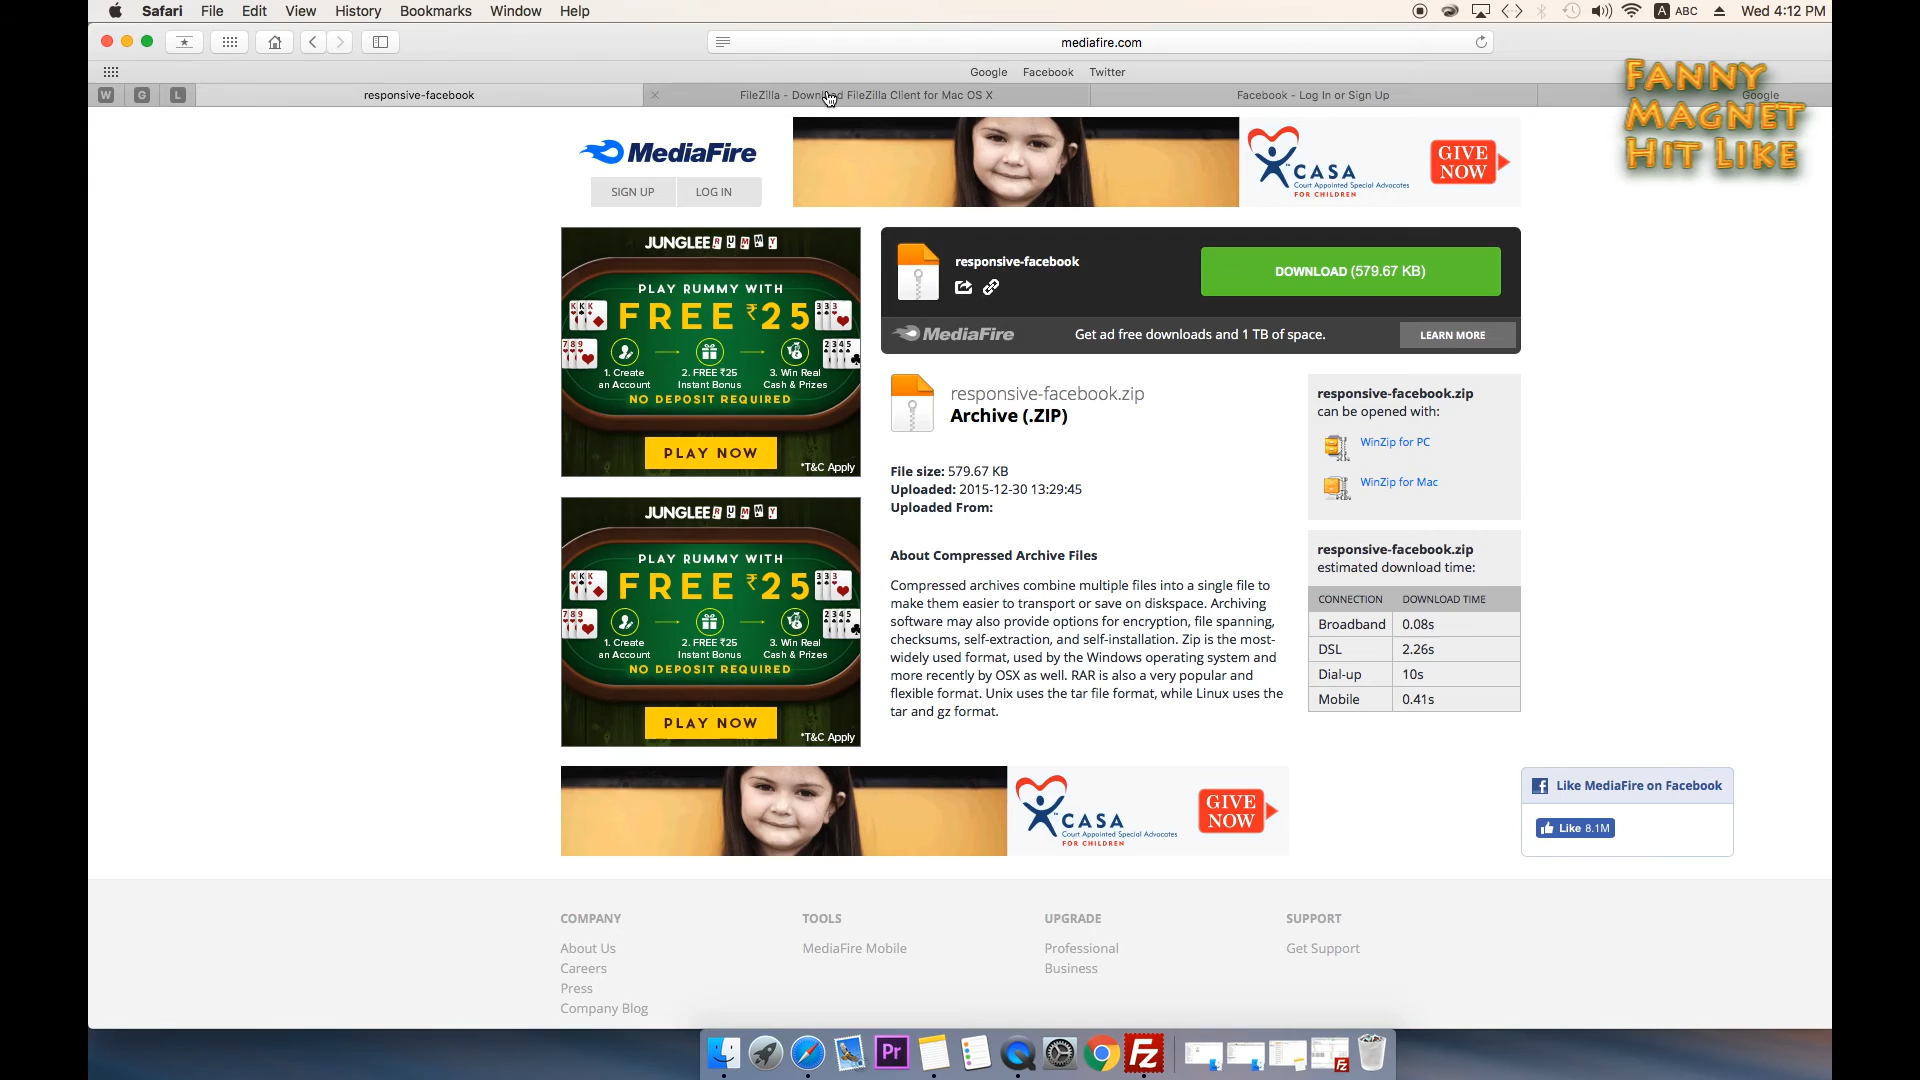 Safari File Edit View History Bookmarks Window Help
A ABC Wed 4:12 PM
mediafire.com
Google Facebook Twitter
W G L responsive-facebook FileZilla - Download FileZilla Client for Mac OS X Facebook - Log In or Sign Up Google
FANNY
MAGNET
HIT LIKE
MediaFire
SIGN UP LOG IN
CASA
Court Appointed Special Advocates
FOR CHILDREN
GIVE
NOW
JUNGLEE RUMMY
PLAY RUMMY WITH
FREE ₹25
1. Create
an Account
2. FREE ₹25
Instant Bonus
3. Win Real
Cash & Prizes
NO DEPOSIT REQUIRED
PLAY NOW
*T&C Apply
responsive-facebook
DOWNLOAD (579.67 KB)
MediaFire Get ad free downloads and 1 TB of space. LEARN MORE
responsive-facebook.zip
Archive (.ZIP)
File size: 579.67 KB
Uploaded: 2015-12-30 13:29:45
Uploaded From:
About Compressed Archive Files
Compressed archives combine multiple files into a single file to
make them easier to transport or save on diskspace. Archiving
software may also provide options for encryption, file spanning,
checksums, self-extraction, and self-installation. Zip is the most-
widely used format, used by the Windows operating system and
more recently by OSX as well. RAR is also a very popular and
flexible format. Unix uses the tar file format, while Linux uses the
tar and gz format.
responsive-facebook.zip
can be opened with:
WinZip for PC
WinZip for Mac
responsive-facebook.zip
estimated download time:
CONNECTION DOWNLOAD TIME
Broadband 0.08s
DSL 2.26s
Dial-up 10s
Mobile 0.41s
JUNGLEE RUMMY
PLAY RUMMY WITH
FREE ₹25
1. Create
an Account
2. FREE ₹25
Instant Bonus
3. Win Real
Cash & Prizes
NO DEPOSIT REQUIRED
PLAY NOW
*T&C Apply
CASA
Court Appointed Special Advocates
FOR CHILDREN
GIVE
NOW
Like MediaFire on Facebook
Like 8.1M
COMPANY
About Us
Careers
Press
Company Blog
TOOLS
MediaFire Mobile
UPGRADE
Professional
Business
SUPPORT
Get Support
Pr
Fz